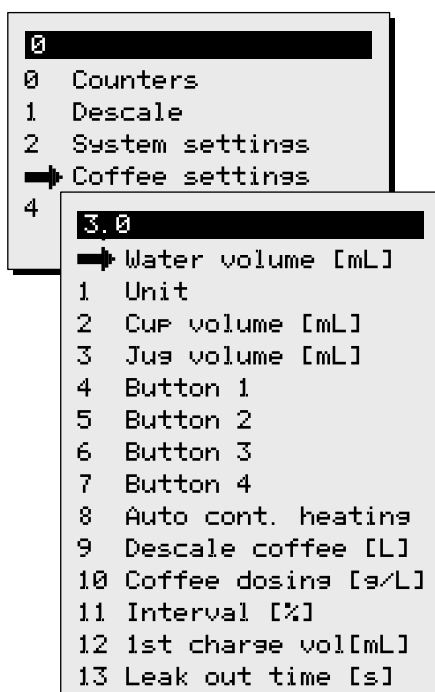 0
0 Counters
1 Descale
2 System settings
Coffee settings
4
3.0
Water volume [mL]
1 Unit
2 Cup volume [mL]
3 Jug volume [mL]
4 Button 1
5 Button 2
6 Button 3
7 Button 4
8 Auto cont. heating
9 Descale coffee [L]
10 Coffee dosing [g/L]
11 Interval [%]
12 1st charge vol[mL]
13 Leak out time [s]